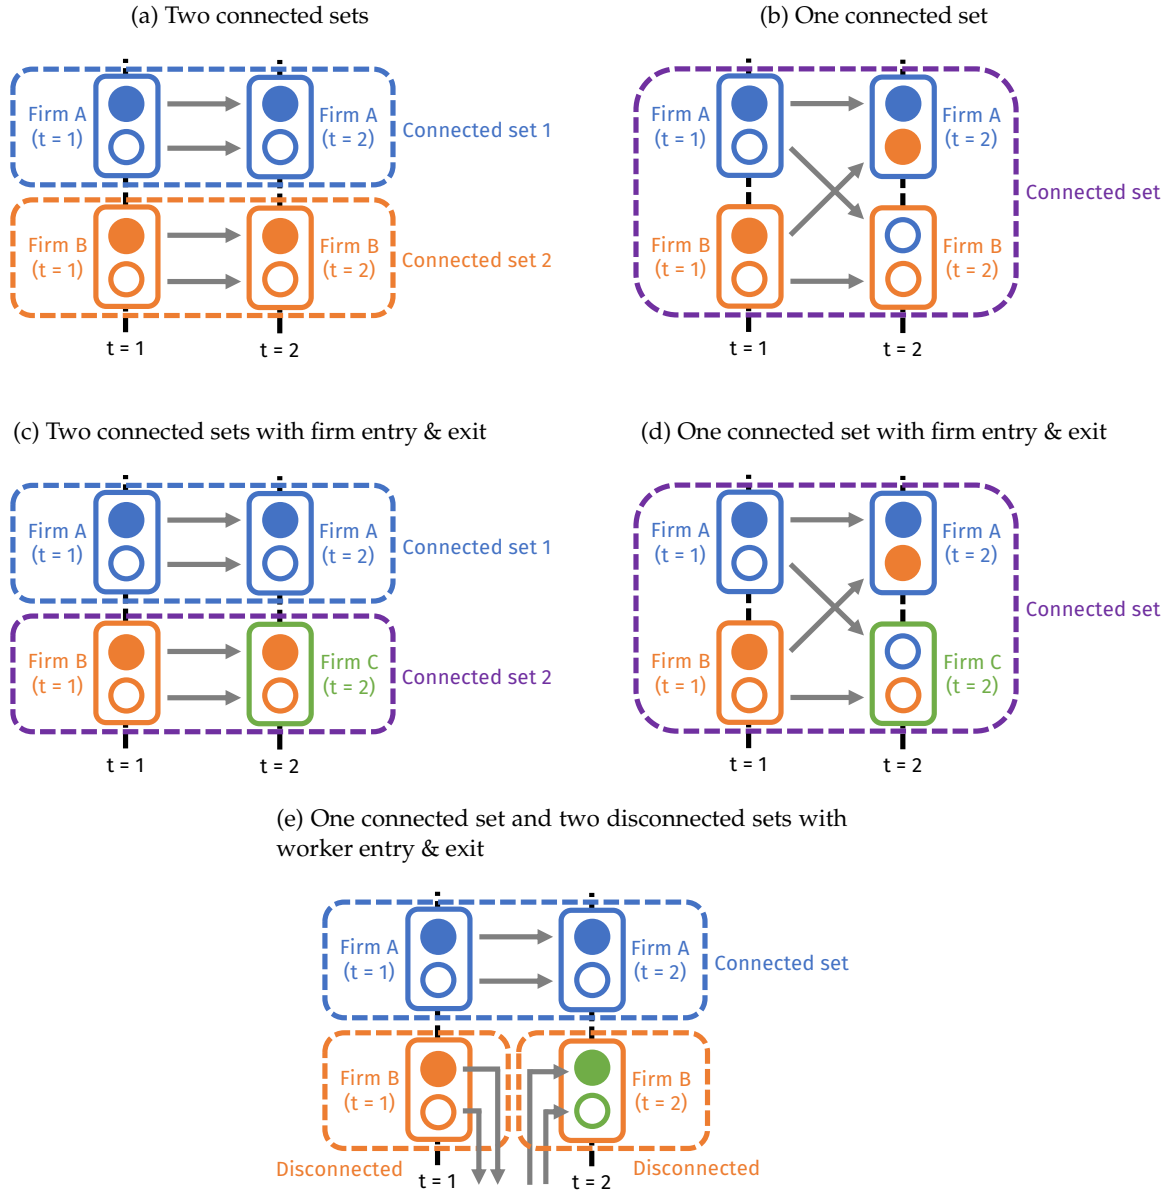 (a) Two connected sets
Firm A
(t = 1)
Firm A
(t = 2)
Connected set 1
Firm B
(t = 1)
Firm B
(t = 2)
Connected set 2
t = 1
t = 2
(b) One connected set
Firm A
(t = 1)
Firm A
(t = 2)
Connected set
Firm B
(t = 1)
Firm B
(t = 2)
t = 1
t = 2
(c) Two connected sets with firm entry & exit
Firm A
(t = 1)
Firm A
(t = 2)
Connected set 1
Firm B
(t = 1)
Firm C
(t = 2)
Connected set 2
t = 1
t = 2
(d) One connected set with firm entry & exit
Firm A
(t = 1)
Firm A
(t = 2)
Connected set
Firm B
(t = 1)
Firm C
(t = 2)
t = 1
t = 2
(e) One connected set and two disconnected sets with
worker entry & exit
Firm A
(t = 1)
Firm A
(t = 2)
Connected set
Firm B
(t = 1)
Firm B
(t = 2)
Disconnected
Disconnected
t = 1
t = 2